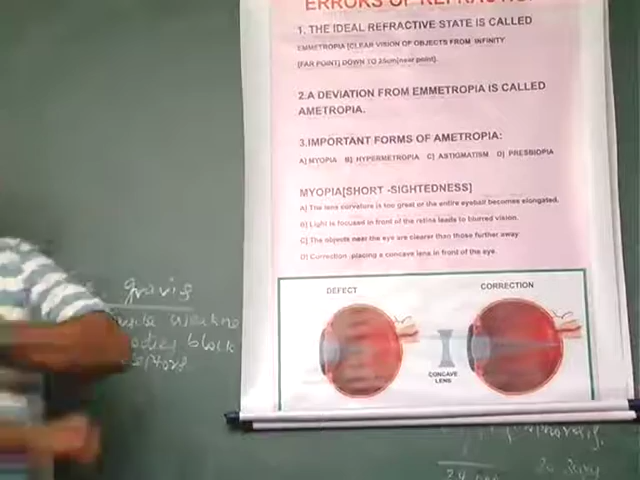 ERRORS OF REFRACTION
1. THE IDEAL REFRACTIVE STATE IS CALLED
EMMETROPIA [CLEAR VISION OF OBJECTS FROM INFINITY
[FAR POINT] DOWN TO 25cm[near point].
2.A DEVIATION FROM EMMETROPIA IS CALLED
AMETROPIA.
3.IMPORTANT FORMS OF AMETROPIA:
A) MYOPIA B) HYPERMETROPIA C) ASTIGMATISM D) PRESBIOPIA
MYOPIA[SHORT -SIGHTEDNESS]
A) The lens curvature is too great or the entire eyeball becomes elongated.
B) Light is focused in front of the retina leads to blurred vision.
C) The objects near the eye are clearer than those further away
D) Correction -placing a concave lens in front of the eye.
DEFECT
CORRECTION
CONCAVE
LENS
gravis
block